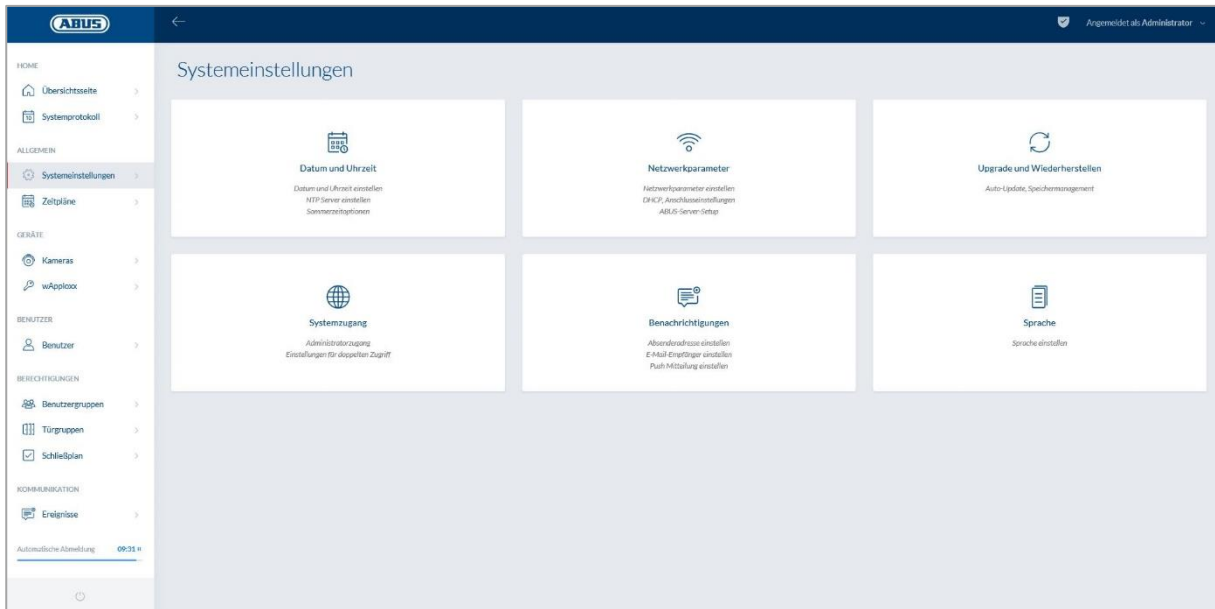 ABUS
Angemeldet als Administrator
HOME
Übersichtsseite
Systemprotokoll
ALLGEMEIN
Systemeinstellungen
Zeitpläne
GERÄTE
Kameras
wAppLoxx
BENUTZER
Benutzer
BERECHTIGUNGEN
Benutzergruppen
Türgruppen
Schließplan
KOMMUNIKATION
Ereignisse
Automatische Abmeldung 09:31
Systemeinstellungen
Datum und Uhrzeit
Datum und Uhrzeit einstellen
NTP Server einstellen
Sommerzeitoptionen
Netzwerkparameter
Netzwerkparameter einstellen
DHCP, Anschlusseinstellungen
ABUS-Server-Setup
Upgrade und Wiederherstellen
Auto-Update, Speichermanagement
Systemzugang
Administratorzugang
Einstellungen für doppelten Zugriff
Benachrichtigungen
Absenderadresse einstellen
E-Mail-Empfänger einstellen
Push Mitteilung einstellen
Sprache
Sprache einstellen